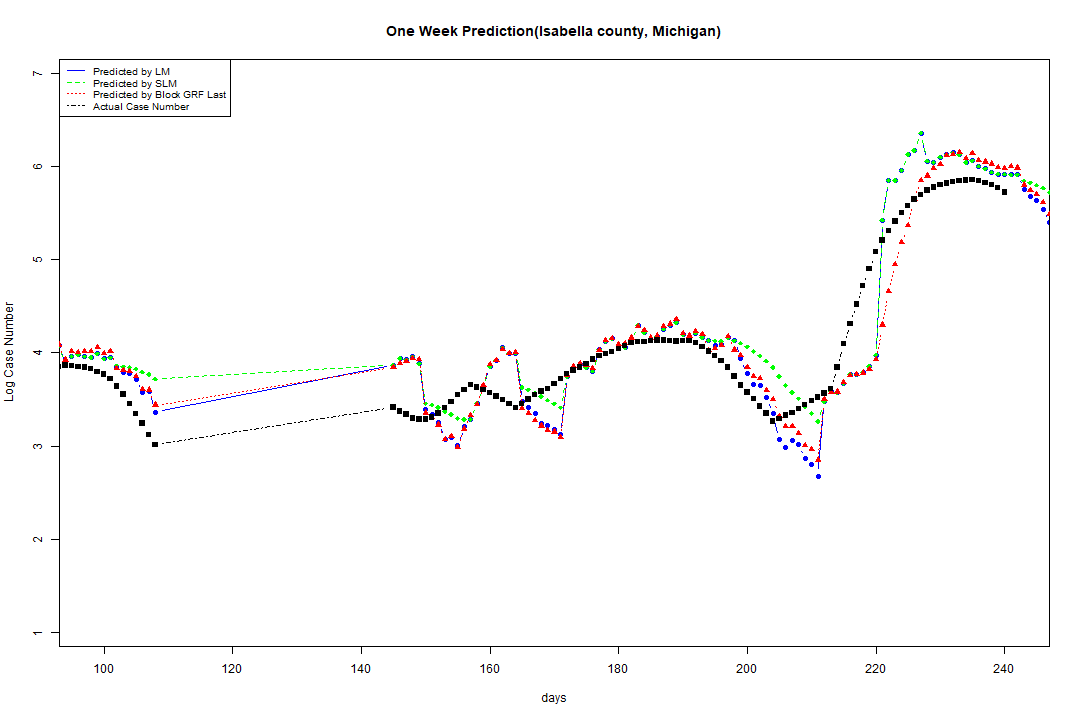 One Week Prediction(Isabella county, Michigan)
Predicted by LM
Predicted by SLM
Predicted by Block GRF Last
Actual Case Number
7
6
5
4
3
2
1
Log Case Number
100 120 140 160 180 200 220 240
days